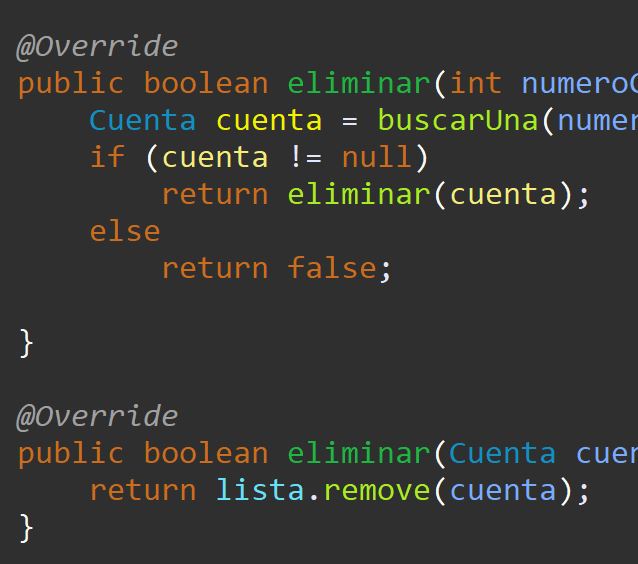 @Override
public boolean eliminar(int numeroC
Cuenta cuenta = buscarUna(numer
if (cuenta != null)
return eliminar(cuenta);
else
return false;
}
@Override
public boolean eliminar(Cuenta cuen
return lista.remove(cuenta);
}